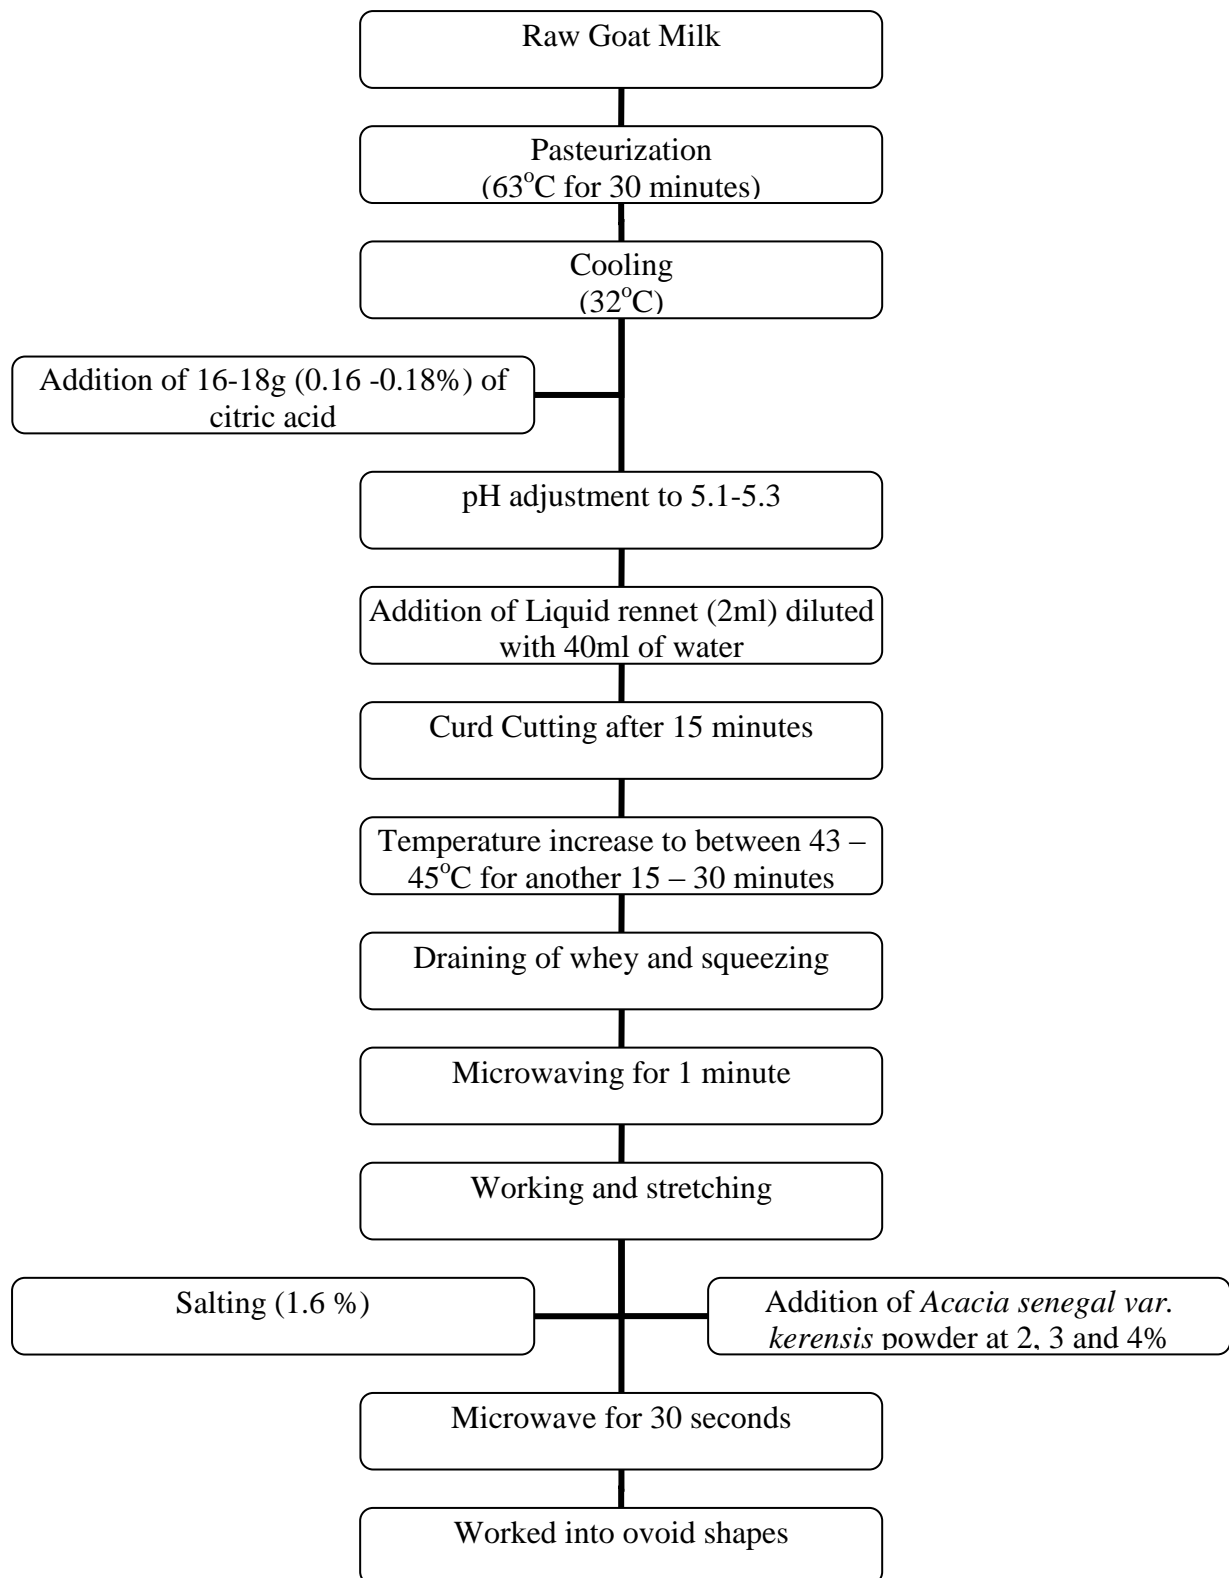 Raw Goat Milk
Pasteurization
(63°C for 30 minutes)
Cooling
(32°C)
Addition of 16-18g (0.16 -0.18%) of
citric acid
pH adjustment to 5.1-5.3
Addition of Liquid rennet (2ml) diluted
with 40ml of water
Curd Cutting after 15 minutes
Temperature increase to between 43 –
45°C for another 15 – 30 minutes
Draining of whey and squeezing
Microwaving for 1 minute
Working and stretching
Salting (1.6 %)
Addition of Acacia senegal var.
kerensis powder at 2, 3 and 4%
Microwave for 30 seconds
Worked into ovoid shapes